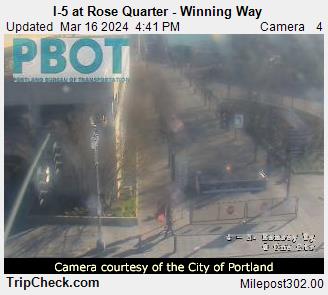 I-5 at Rose Quarter - Winning Way
Updated Mar 16 2024 4:41 PM Camera 4
PBOT
PORTLAND BUREAU OF TRANSPORTATION
Camera courtesy of the City of Portland
TripCheck.com Milepost302.00